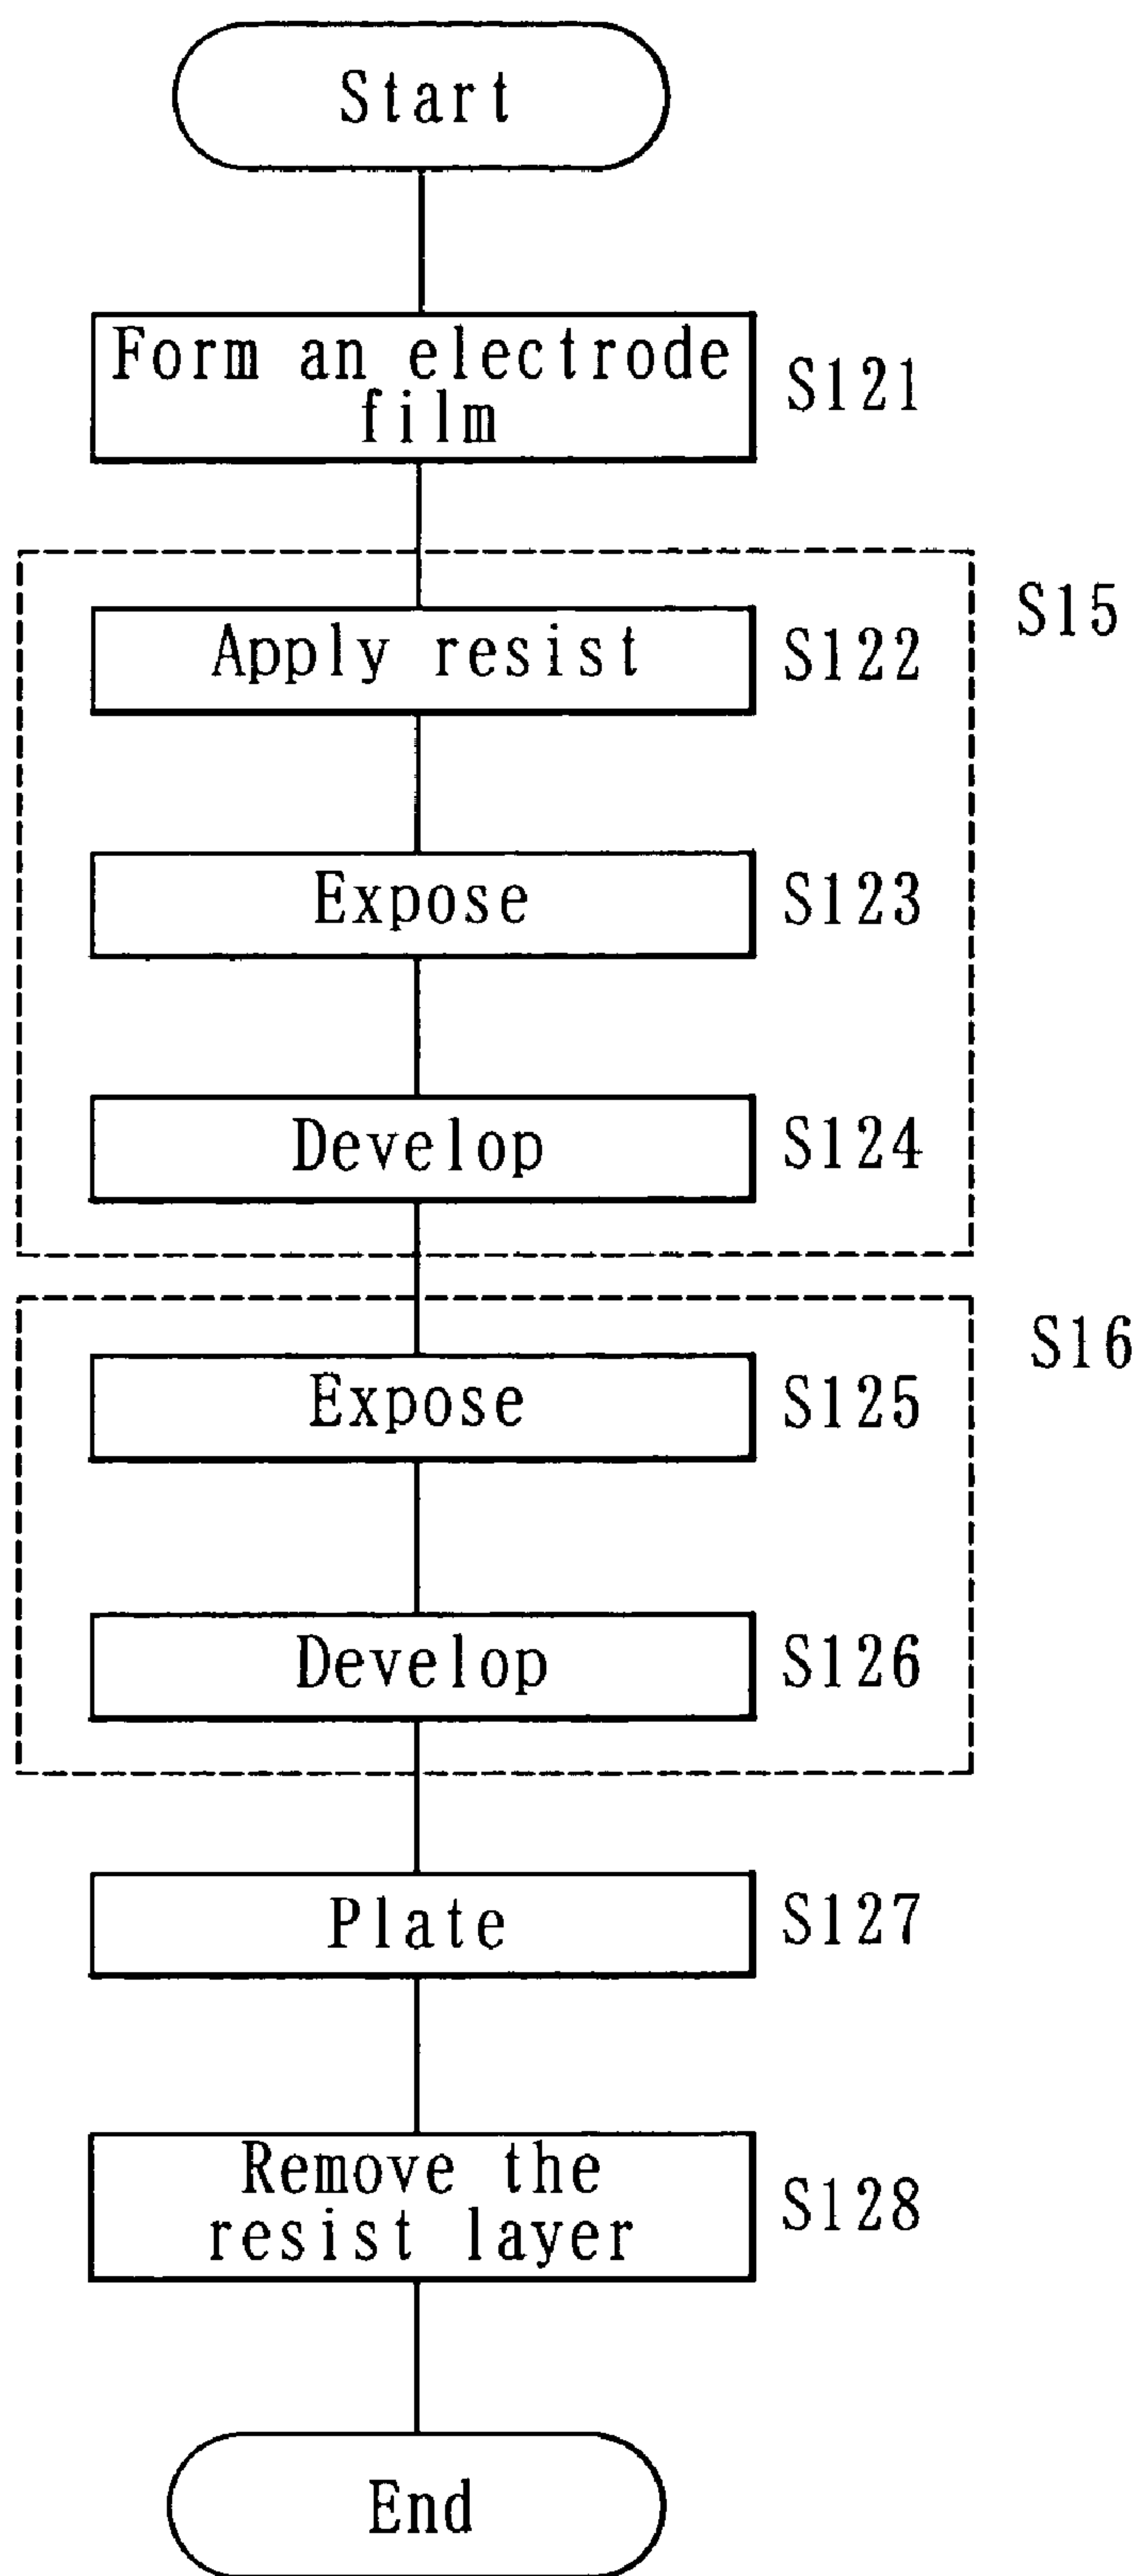 Start
Form an electrode
film
S121
S15
Apply resist
S122
Expose
S123
Develop
S124
S16
Expose
S125
Develop
S126
Plate
S127
Remove the
resist layer
S128
End